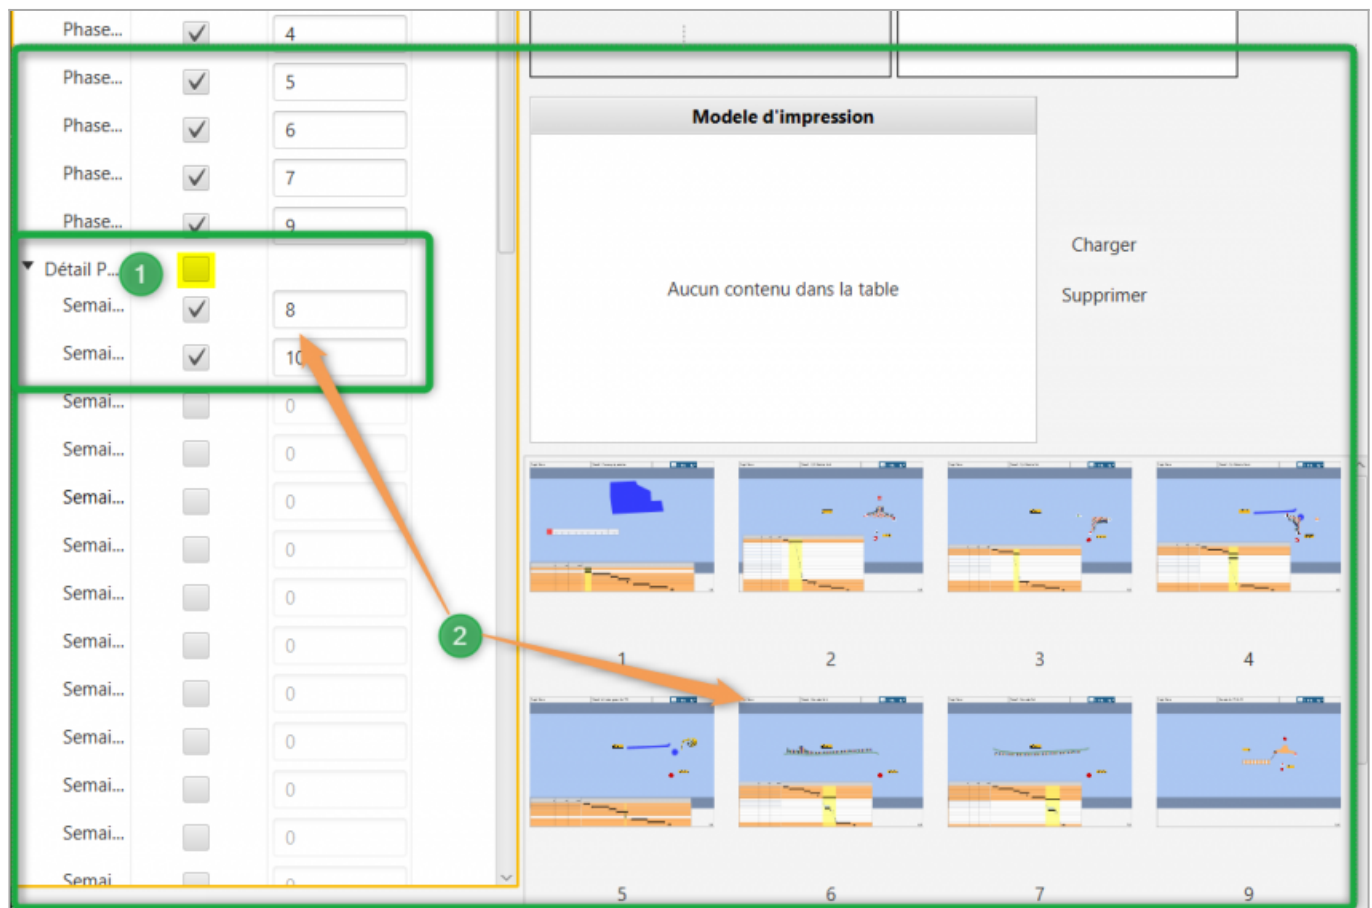 Phase... 4
Phase... 5
Phase... 6
Phase... 7
Phase... 9
Détail P... 1
Semai... 8
Semai... 10
Semai... 0
Semai... 0
Semai... 0
Semai... 0
Semai... 0
Semai... 0
Semai... 0
Semai... 0
Semai... 0
Semai... 0
Semai
2
Modele d'impression
Aucun contenu dans la table
Charger
Supprimer
1 2 3 4
5 6 7 9